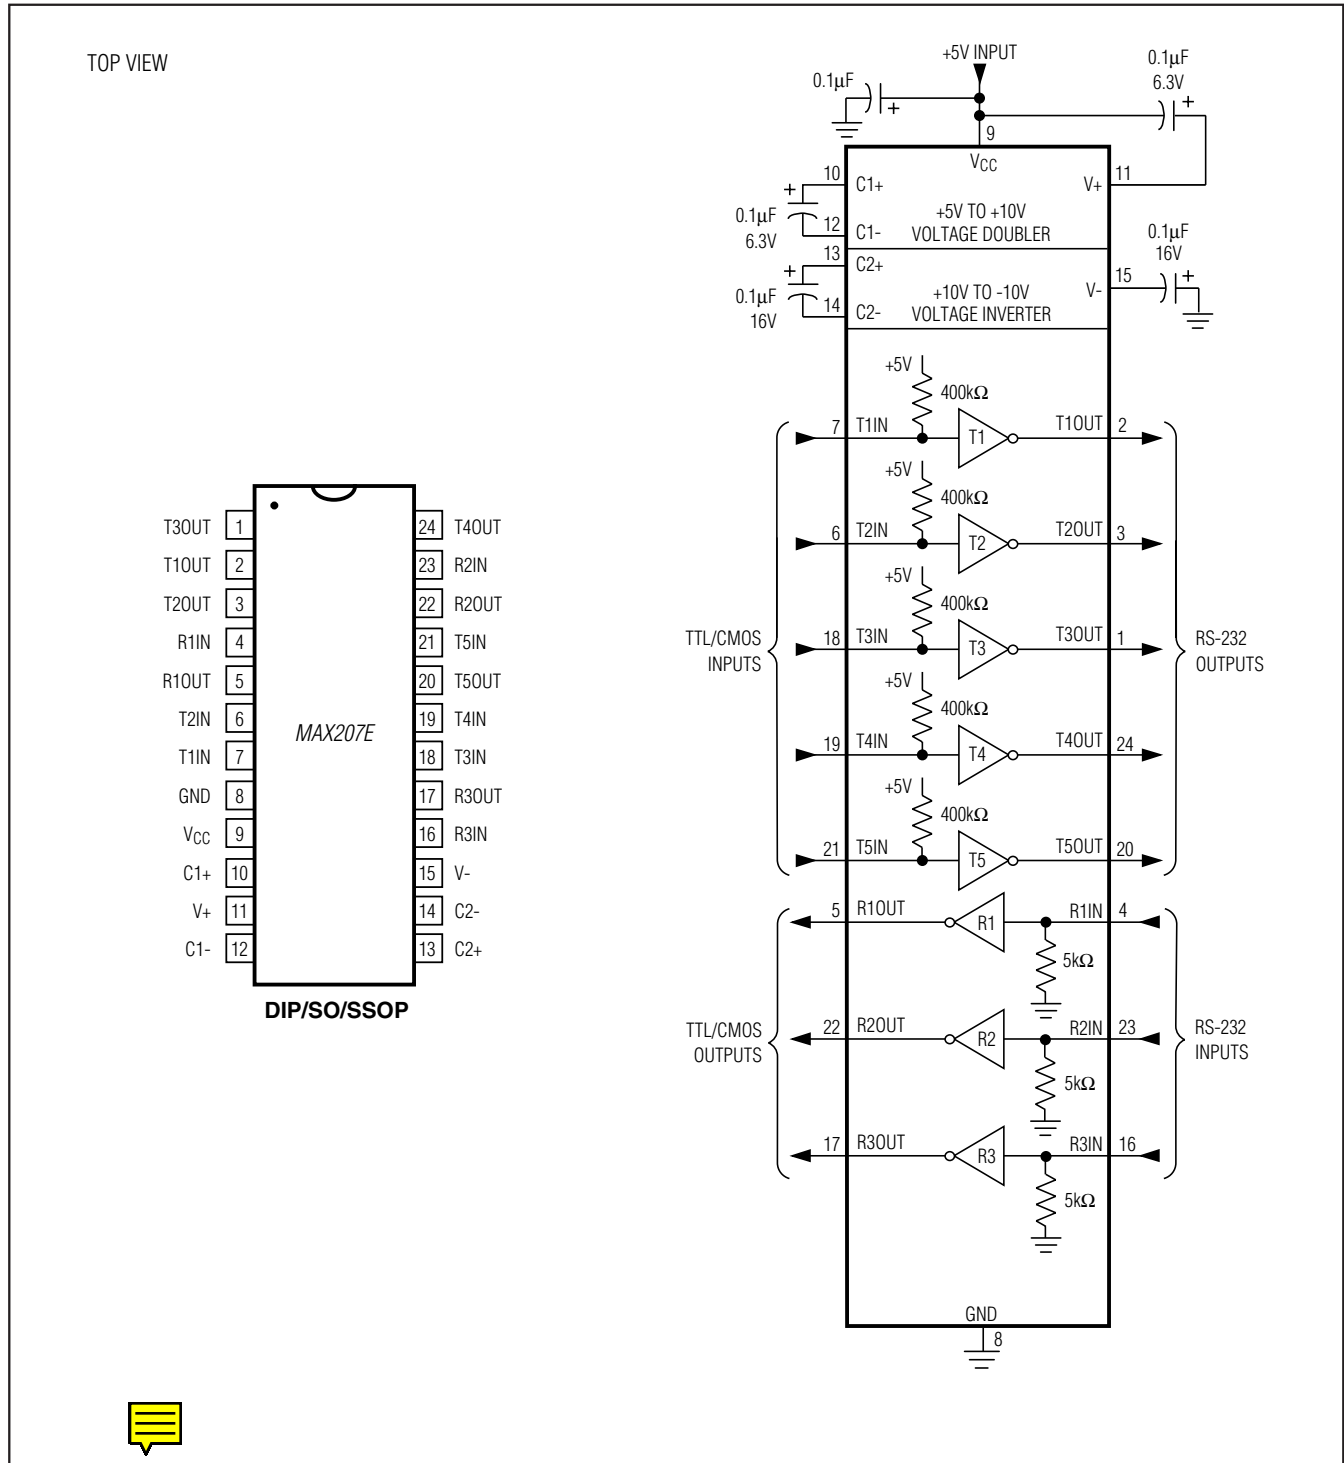 TOP VIEW
T3OUT 1
T1OUT 2
T2OUT 3
R1IN 4
R1OUT 5
T2IN 6
T1IN 7
GND 8
VCC 9
C1+ 10
V+ 11
C1- 12
MAX207E
24 T4OUT
23 R2IN
22 R2OUT
21 T5IN
20 T5OUT
19 T4IN
18 T3IN
17 R3OUT
16 R3IN
15 V-
14 C2-
13 C2+
DIP/SO/SSOP
+5V INPUT
0.1μF
+
0.1μF
6.3V
+
9
VCC
10 C1+
V+ 11
+
0.1μF
6.3V
12 C1-
+5V TO +10V
VOLTAGE DOUBLER
13 C2+
+
0.1μF
16V
14 C2-
+10V TO -10V
VOLTAGE INVERTER
V- 15
0.1μF
16V
+
TTL/CMOS
INPUTS
+5V
400kΩ
7 T1IN T1 T1OUT 2
+5V
400kΩ
6 T2IN T2 T2OUT 3
+5V
400kΩ
18 T3IN T3 T3OUT 1
+5V
400kΩ
19 T4IN T4 T4OUT 24
+5V
400kΩ
21 T5IN T5 T5OUT 20
RS-232
OUTPUTS
TTL/CMOS
OUTPUTS
5 R1OUT R1 R1IN 4
5kΩ
22 R2OUT R2 R2IN 23
5kΩ
17 R3OUT R3 R3IN 16
5kΩ
RS-232
INPUTS
GND
8